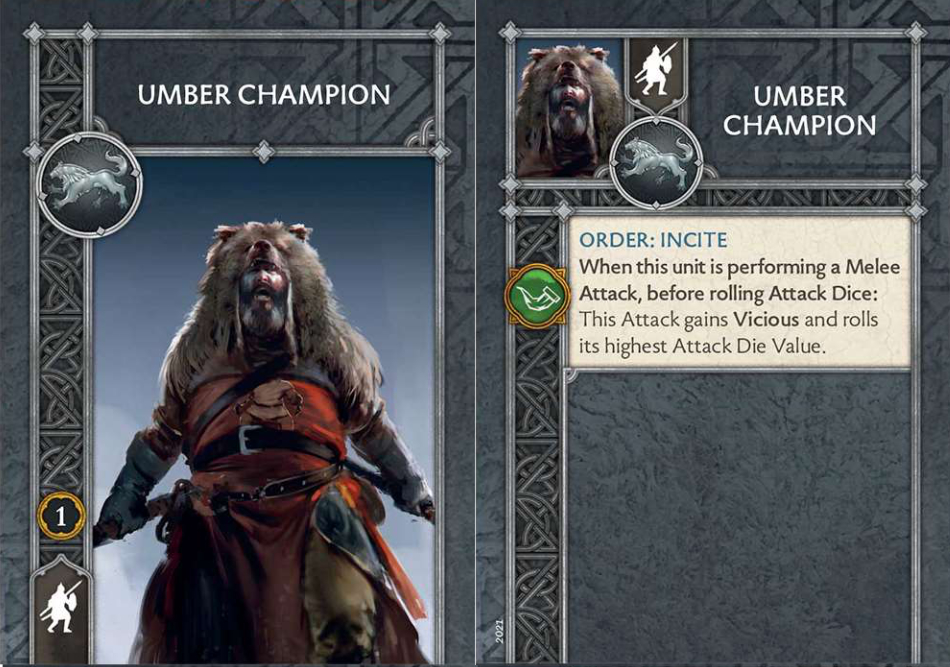 UMBER CHAMPION
1
UMBER
CHAMPION
ORDER: INCITE
When this unit is performing a Melee
Attack, before rolling Attack Dice:
This Attack gains Vicious and rolls
its highest Attack Die Value.
2021